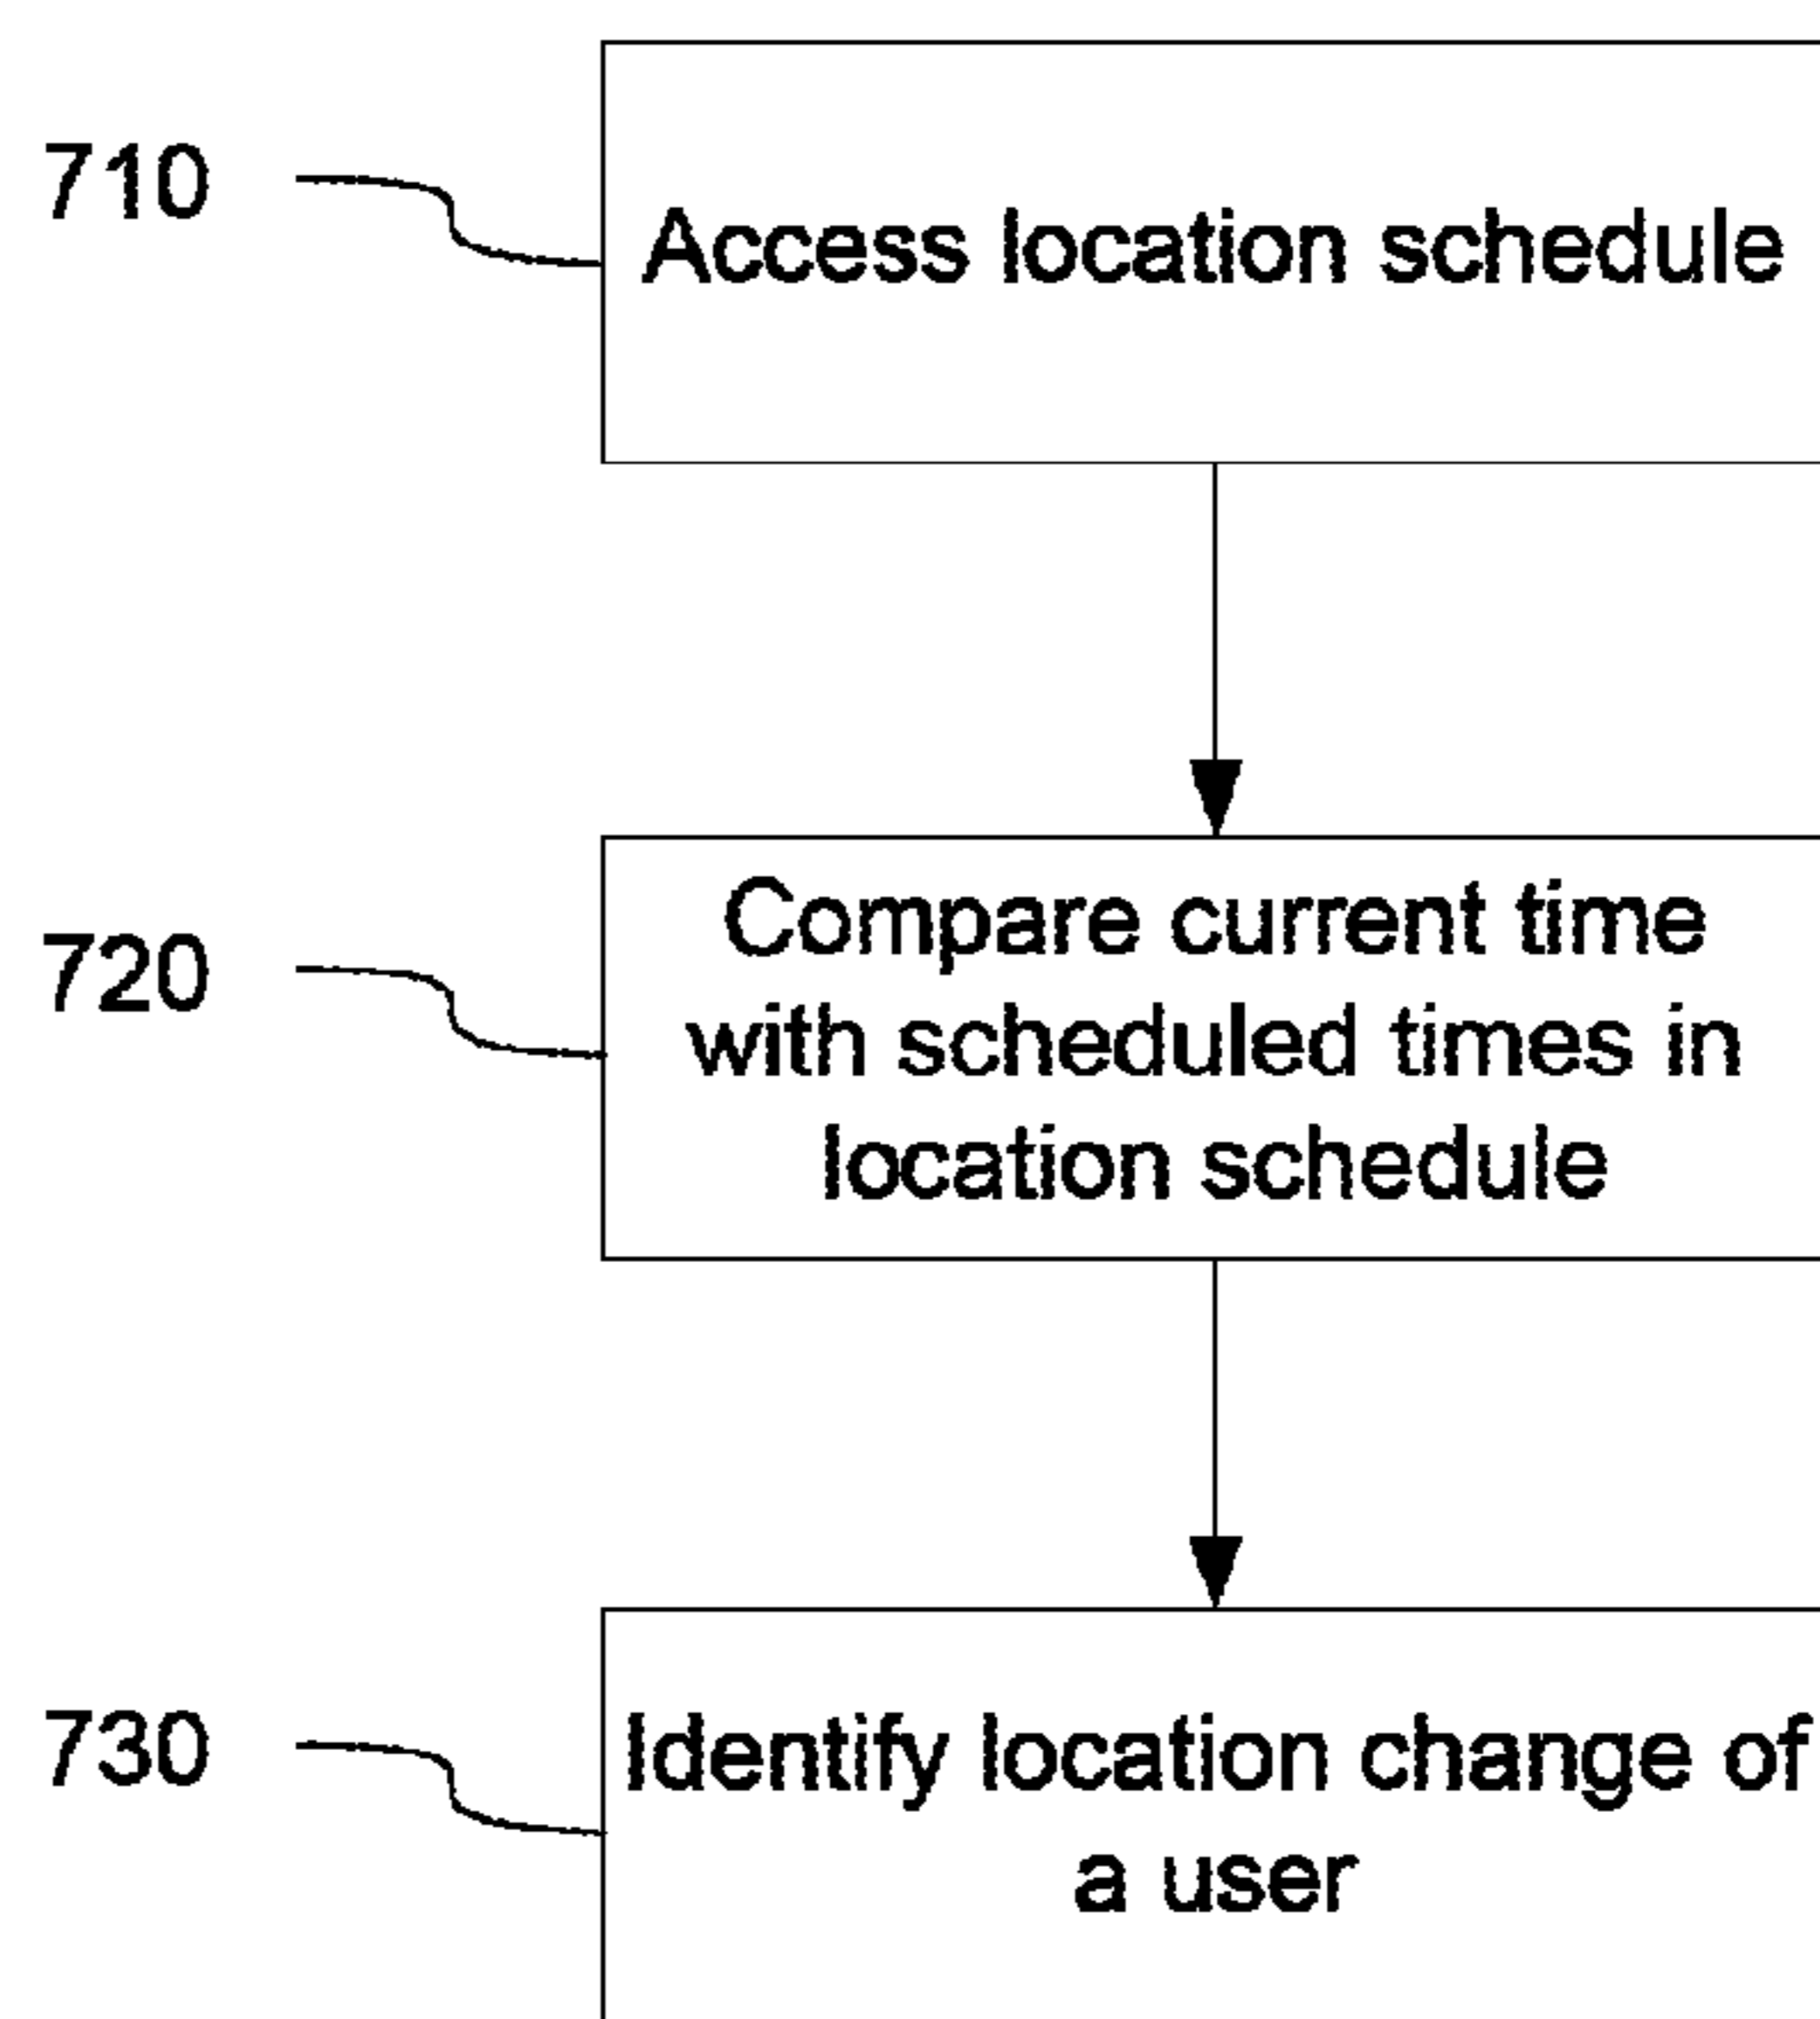 710
Access location schedule
720
Compare current time
with scheduled times in
location schedule
730
Identify location change of
a user